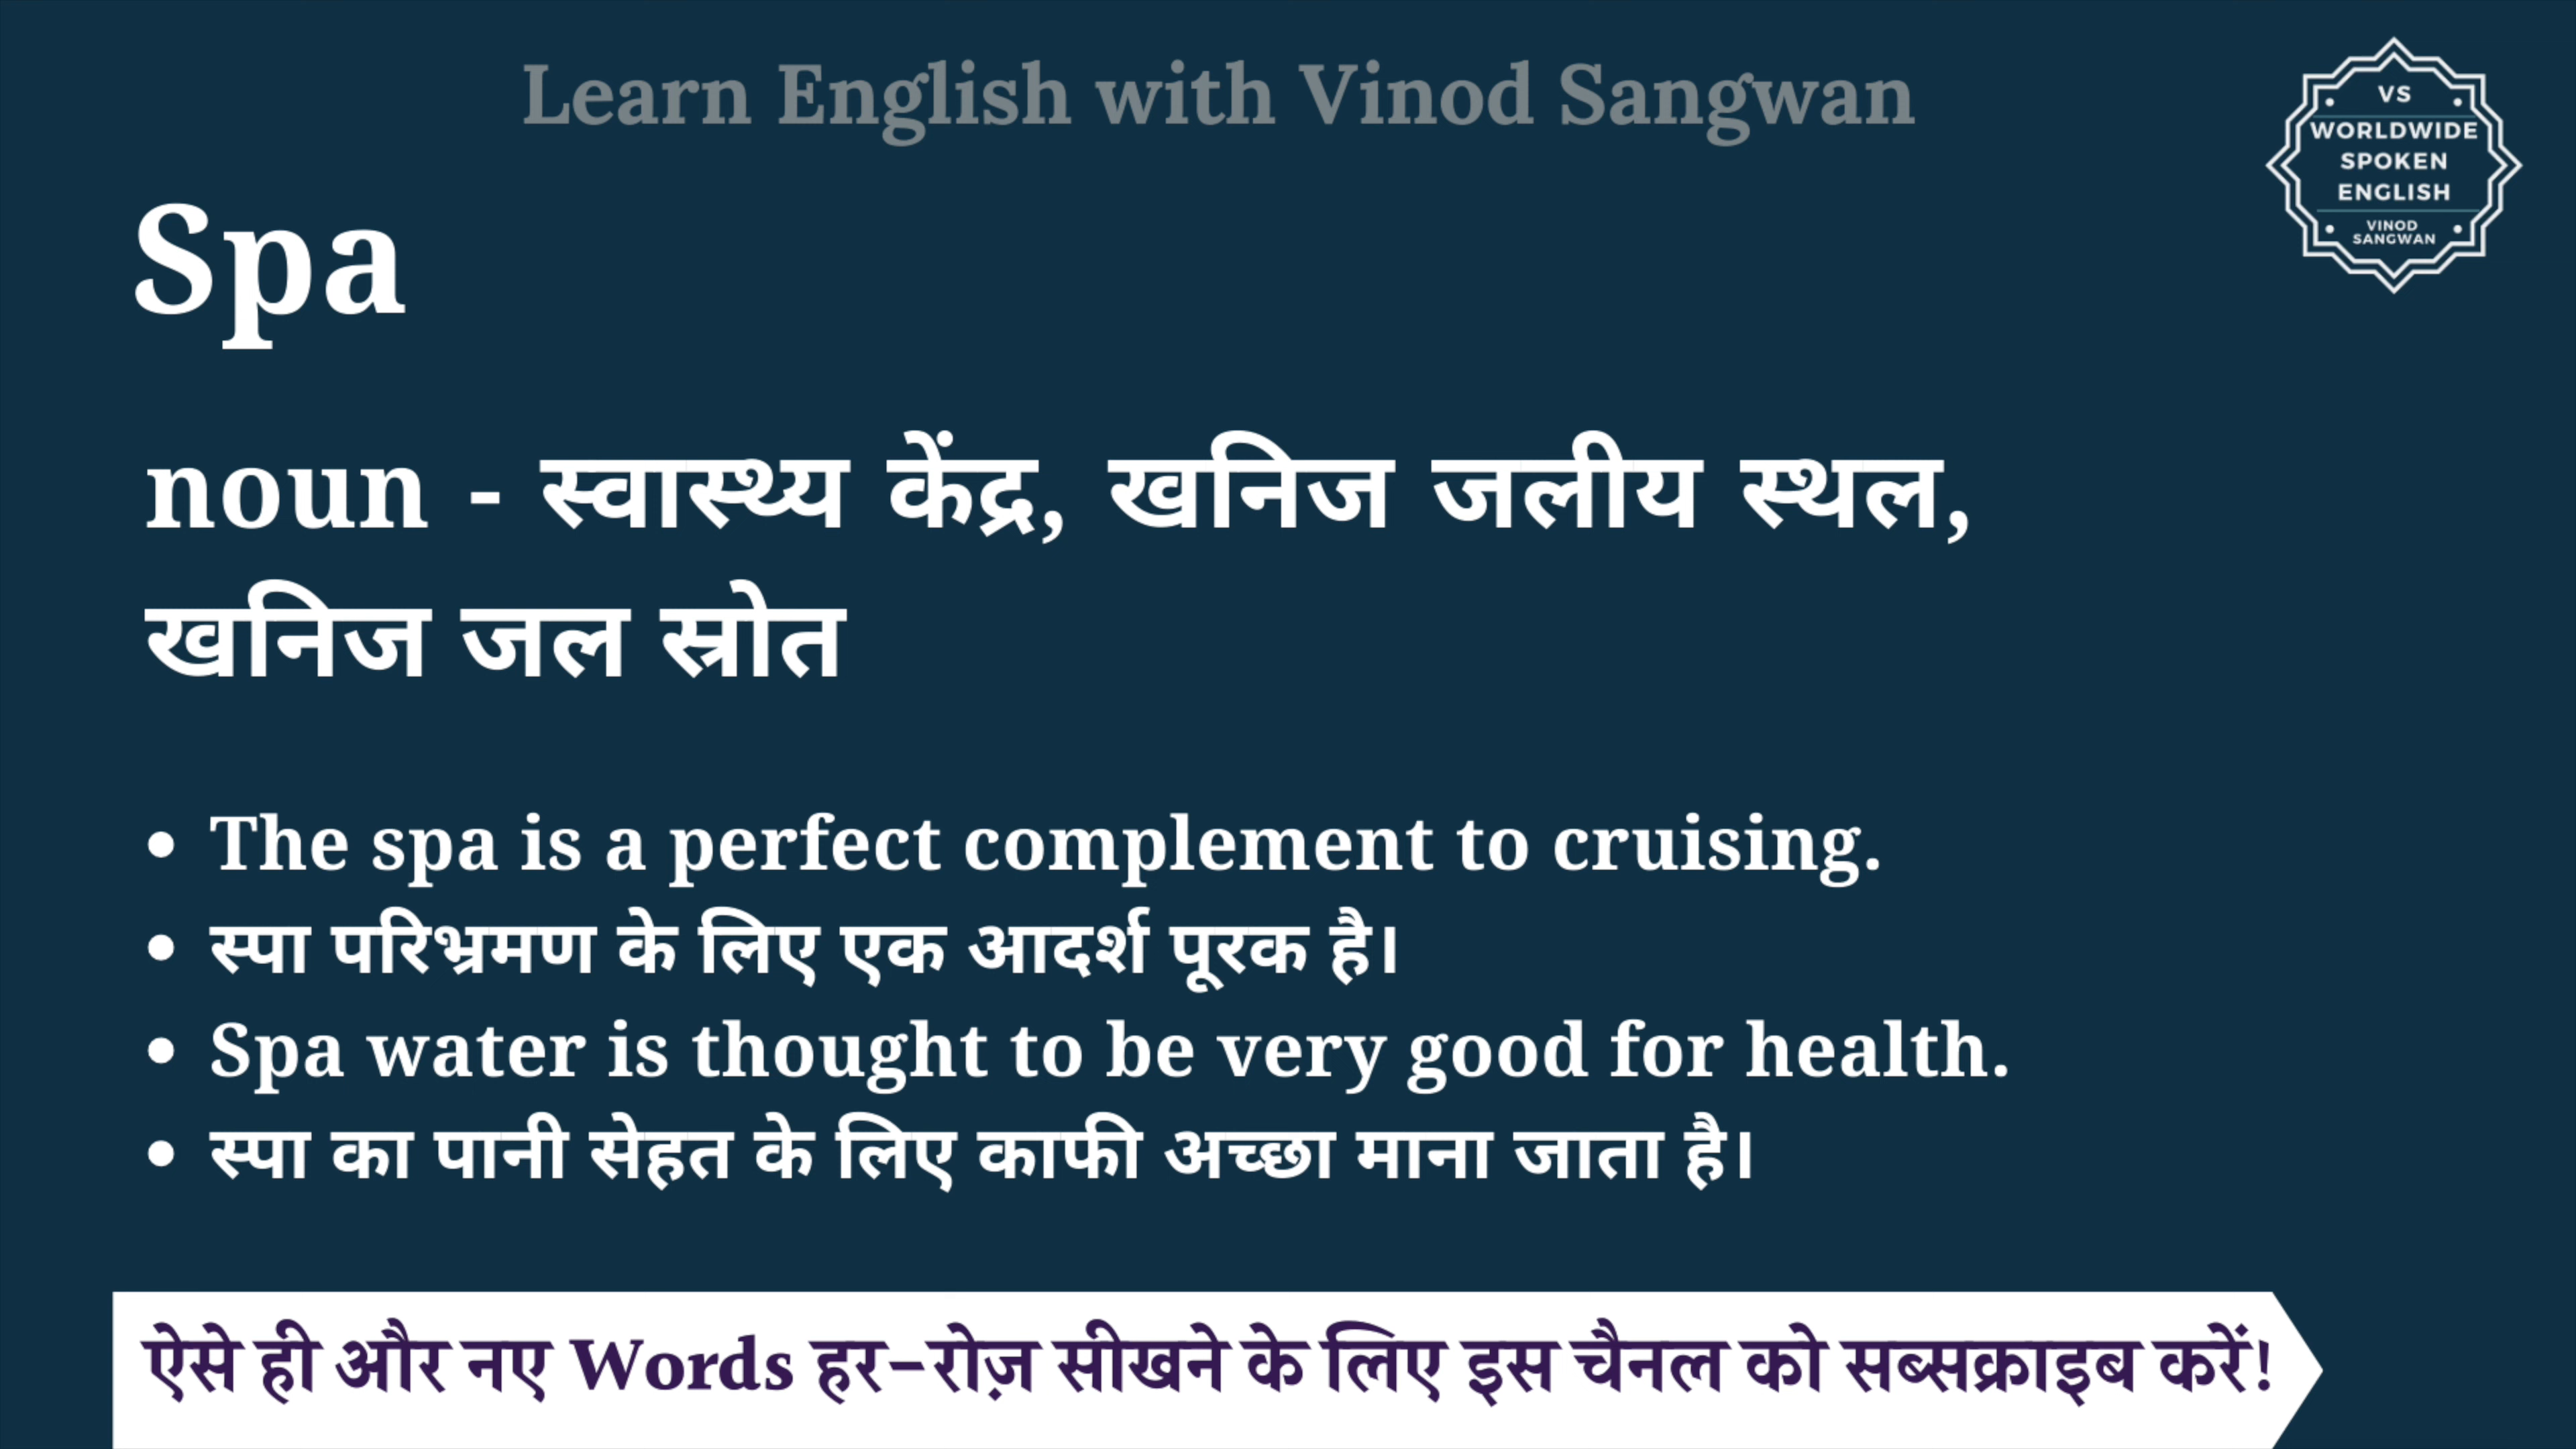 Learn English with Vinod Sangwan
VS
WORLDWIDE
SPOKEN
ENGLISH
VINOD
SANGWAN
Spa
noun - स्वास्थ्य केंद्र, खनिज जलीय स्थल,
खनिज जल स्रोत
• The spa is a perfect complement to cruising.
• स्पा परिभ्रमण के लिए एक आदर्श पूरक है।
• Spa water is thought to be very good for health.
• स्पा का पानी सेहत के लिए काफी अच्छा माना जाता है।
ऐसे ही और नए Words हर-रोज़ सीखने के लिए इस चैनल को सब्सक्राइब करें!